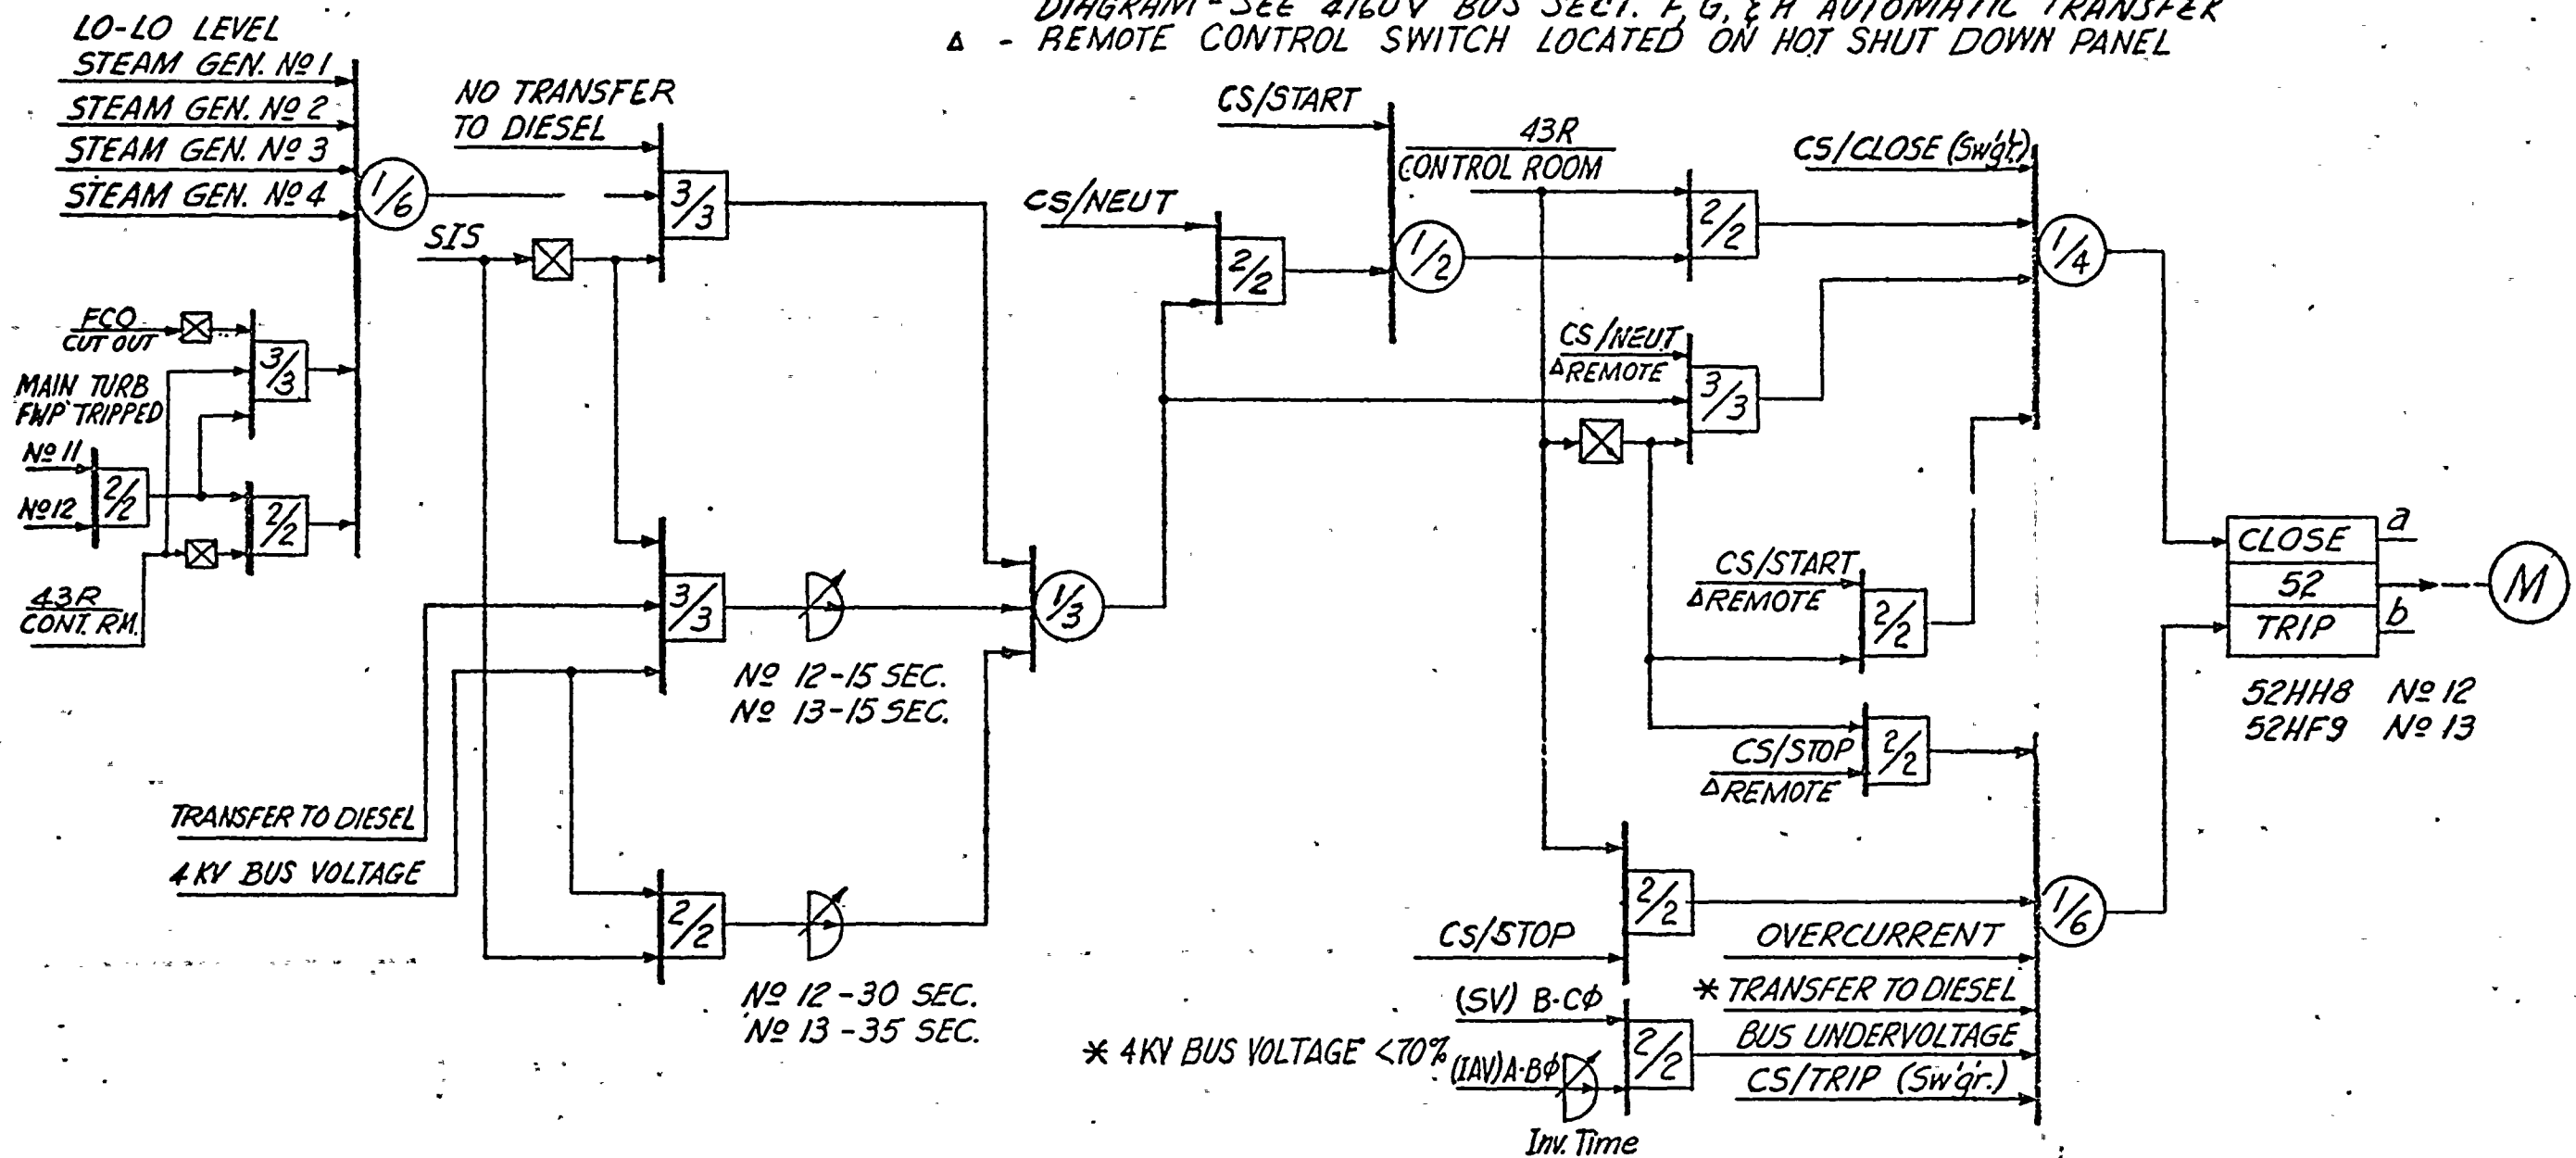 DIAGRAM - SEE 4160V BUS SECT. F, G, & H AUTOMATIC TRANSFER
Δ - REMOTE CONTROL SWITCH LOCATED ON HOT SHUT DOWN PANEL
LO-LO LEVEL
STEAM GEN. Nº 1
STEAM GEN. Nº 2
STEAM GEN. Nº 3
STEAM GEN. Nº 4
1/6
NO TRANSFER
TO DIESEL
3/3
SIS
FCO
CUT OUT
3/3
MAIN TURB
FWP TRIPPED
Nº 11
Nº 12
2/2
2/2
43R
CONT. RM.
TRANSFER TO DIESEL
4 KV BUS VOLTAGE
3/3
Nº 12-15 SEC.
Nº 13-15 SEC.
2/2
Nº 12-30 SEC.
Nº 13-35 SEC.
1/3
CS/NEUT
2/2
CS/START
1/2
43R
CONTROL ROOM
2/2
CS/NEUT
Δ REMOTE
3/3
CS/START
Δ REMOTE
2/2
CS/STOP
Δ REMOTE
2/2
CS/STOP
2/2
* 4KV BUS VOLTAGE <70%
(SV) B-CФ
(IAV) A-BФ
2/2
Inv. Time
CS/CLOSE (Sw'gr.)
1/4
OVERCURRENT
* TRANSFER TO DIESEL
BUS UNDERVOLTAGE
CS/TRIP (Sw'gr.)
1/6
CLOSE
52
TRIP
a
b
M
52HH8 Nº 12
52HF9 Nº 13